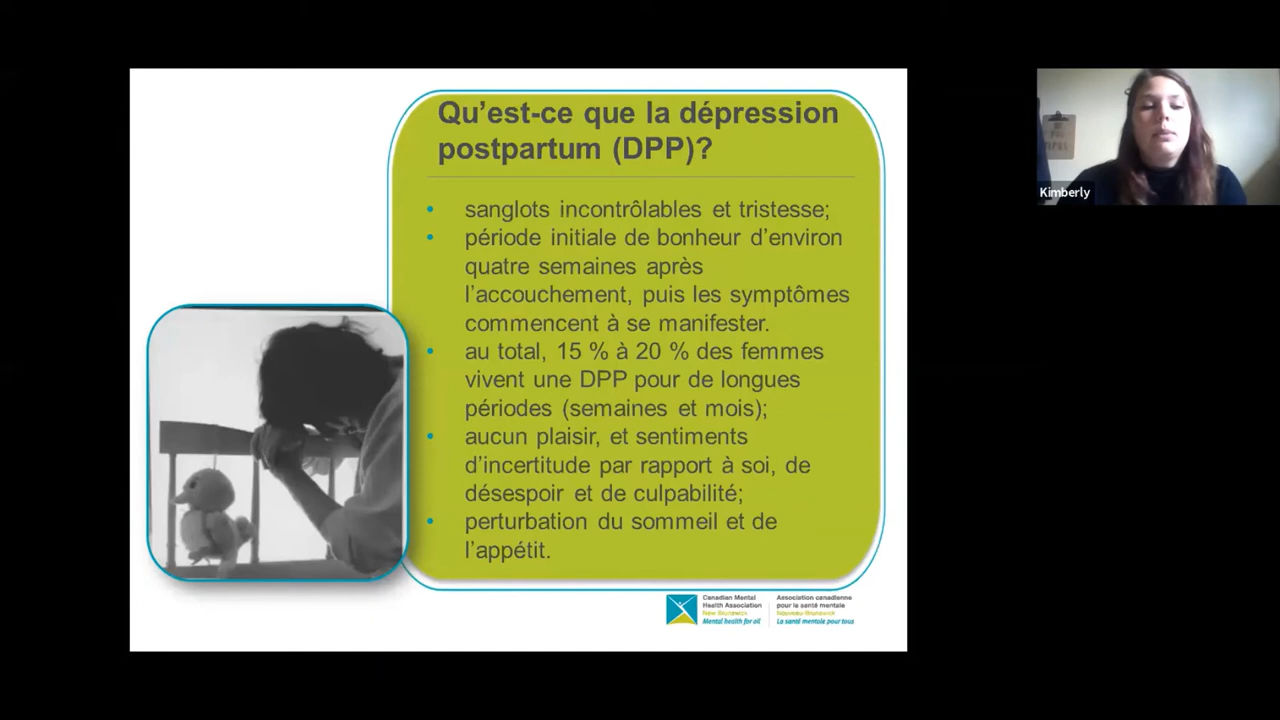 Qu’est-ce que la dépression
postpartum (DPP)?
sanglots incontrôlables et tristesse;
période initiale de bonheur d’environ
quatre semaines après
l’accouchement, puis les symptômes
commencent à se manifester.
au total, 15 % à 20 % des femmes
vivent une DPP pour de longues
périodes (semaines et mois);
aucun plaisir, et sentiments
d’incertitude par rapport à soi, de
désespoir et de culpabilité;
perturbation du sommeil et de
l’appétit.
Canadian Mental
Health Association
New Brunswick
Mental health for all
Association canadienne
pour la santé mentale
Nouveau-Brunswick
La santé mentale pour tous
Kimberly